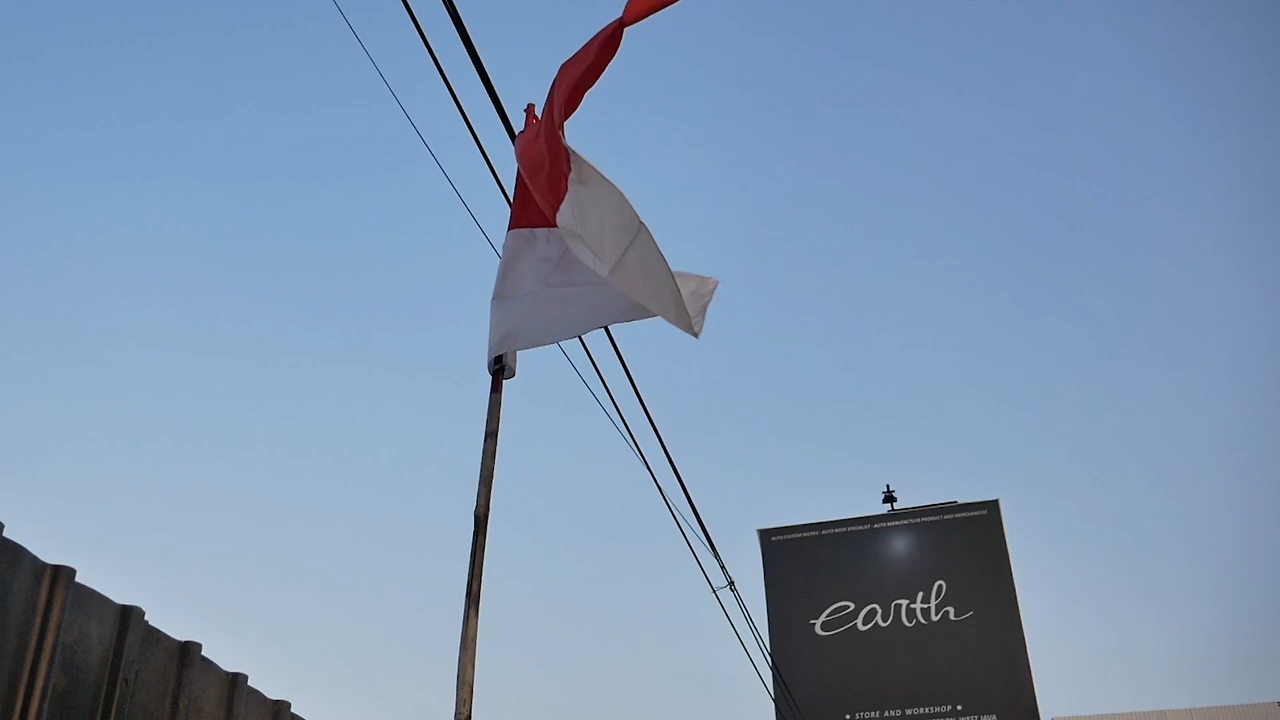 AUTO CUSTOM WORKS - AUTO BODY SPECIALIST - AUTO MANUFACTURE PRODUCT AND MERCHANDISE
earth
• STORE AND WORKSHOP •
WEST JAVA